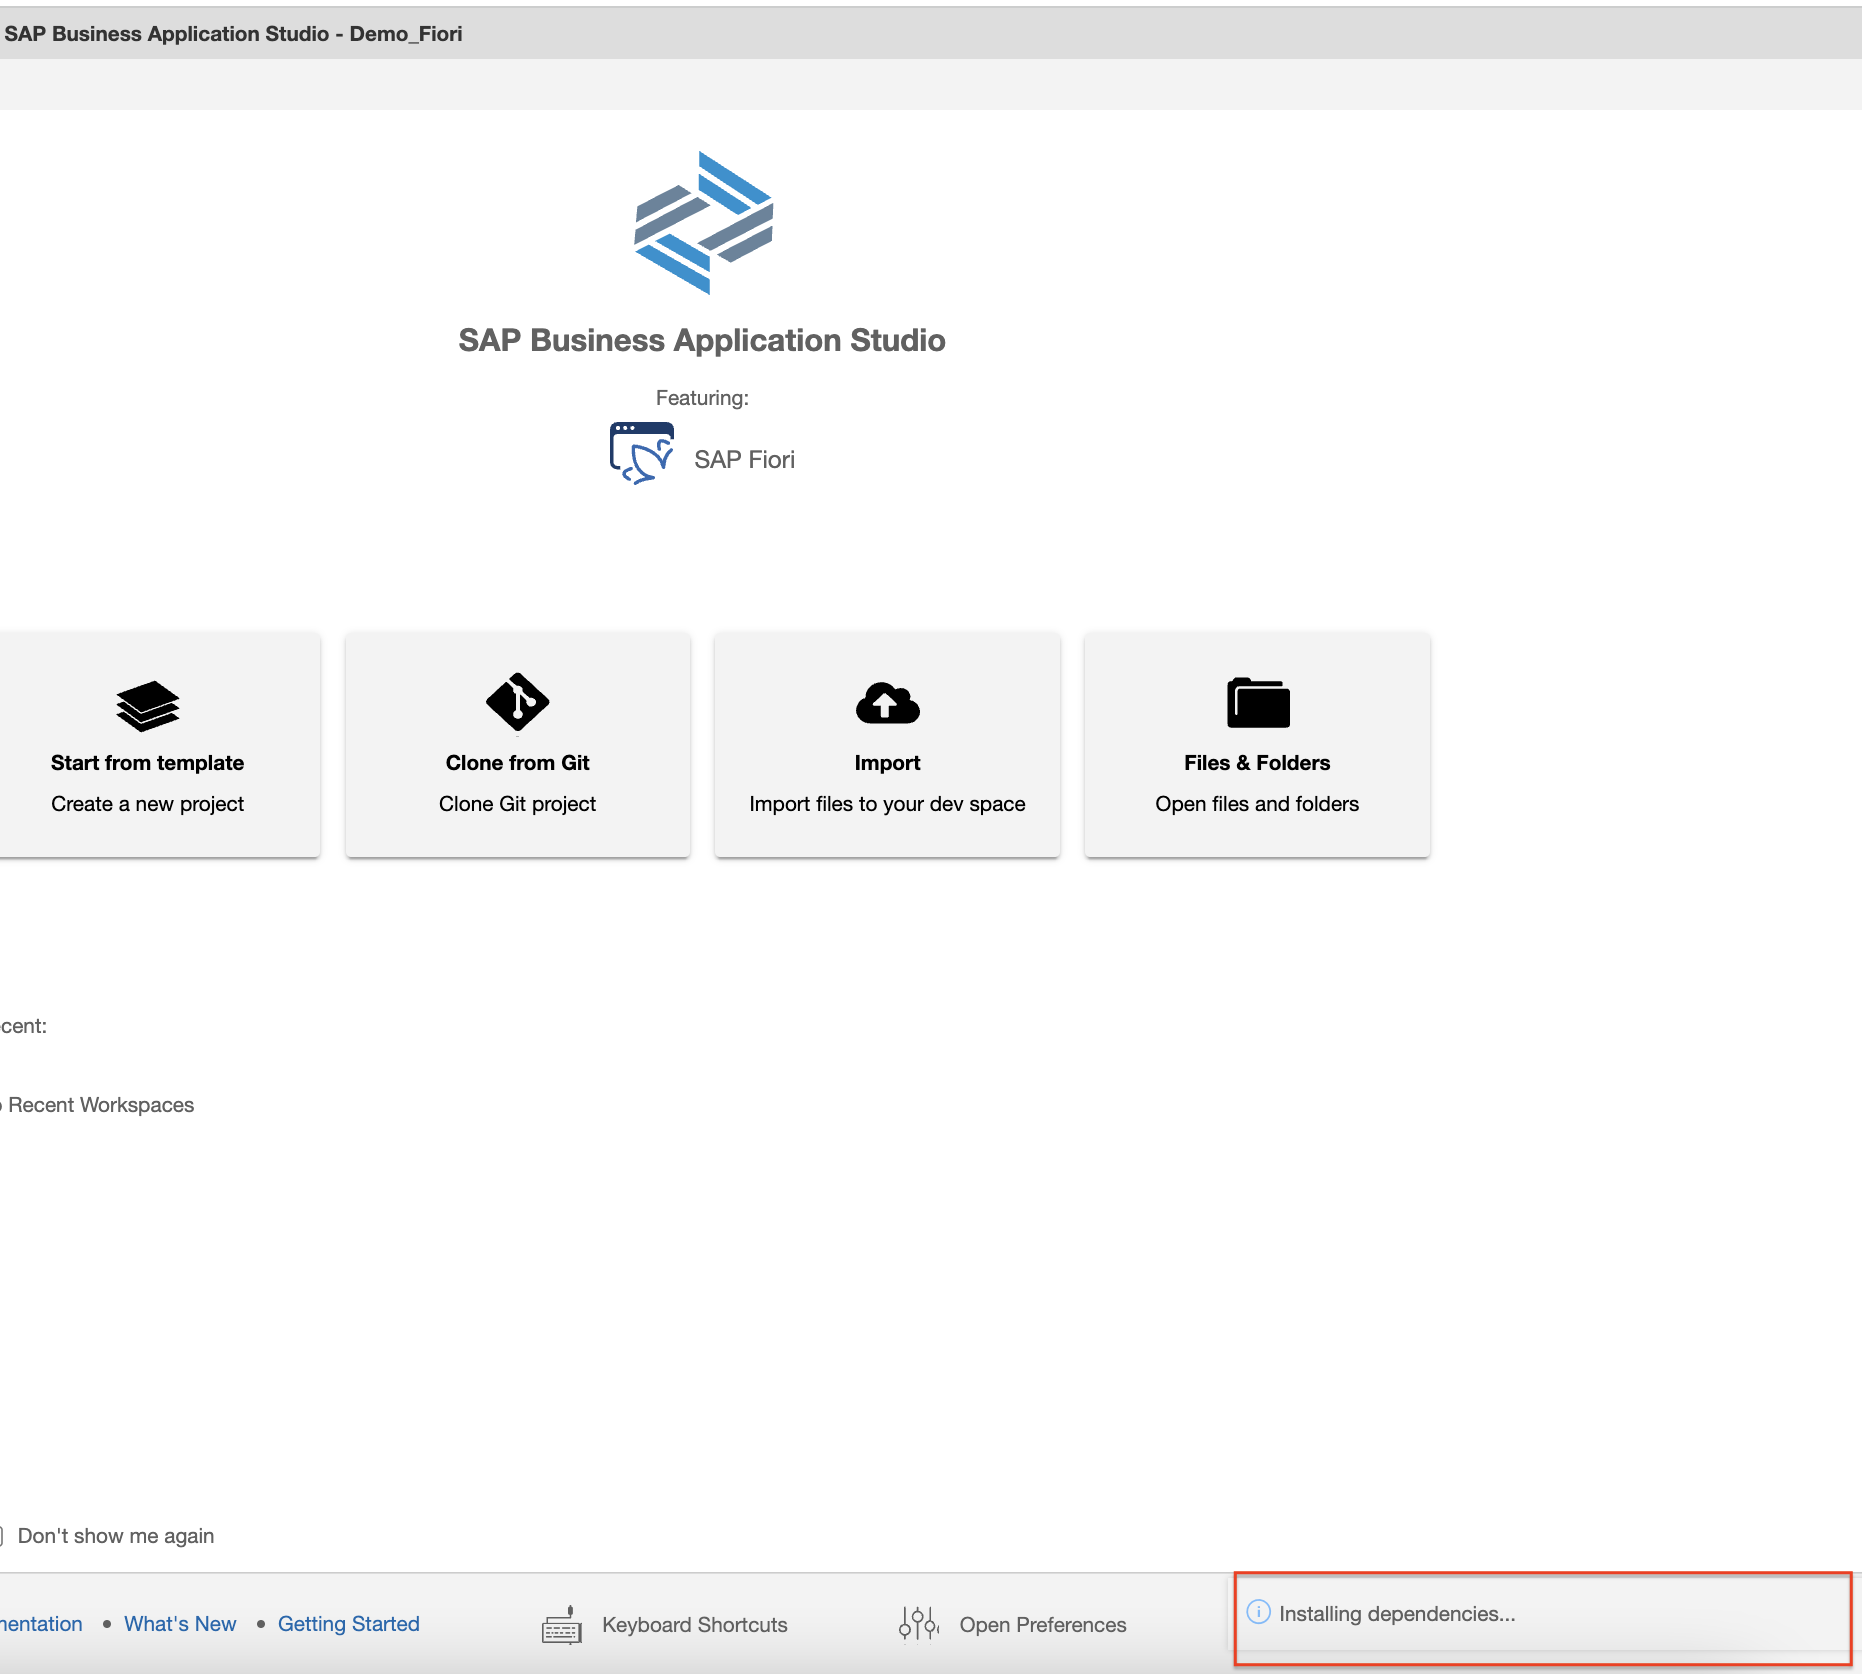 SAP Business Application Studio - Demo_Fiori
SAP Business Application Studio
Featuring:
SAP Fiori
Start from template
Create a new project
Clone from Git
Clone Git project
Import
Import files to your dev space
Files & Folders
Open files and folders
cent:
Recent Workspaces
Don't show me again
nentation • What's New • Getting Started
Keyboard Shortcuts
Open Preferences
Installing dependencies...